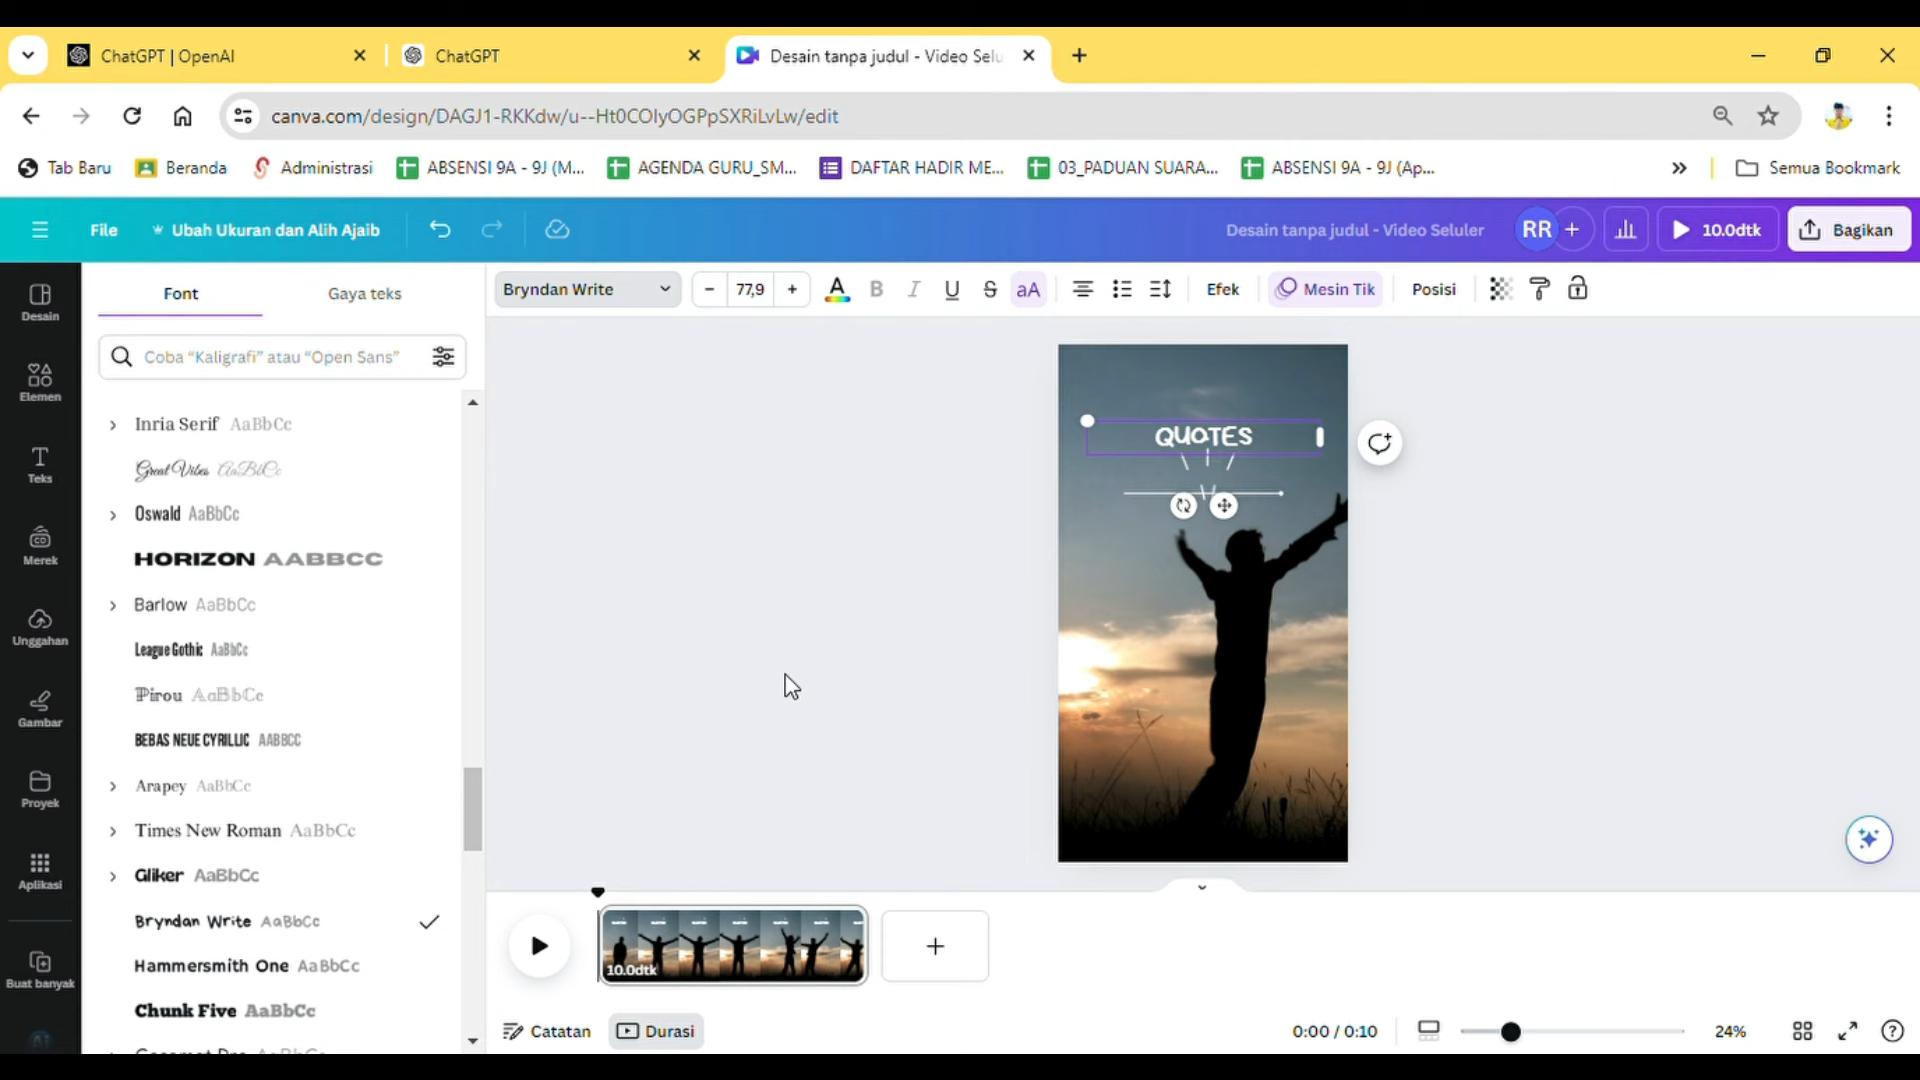 ChatGPT | OpenAI
ChatGPT
Desain tanpa judul - Video Selu
canva.com/design/DAGJ1-RKKdw/u--Ht0COIyOGPpSXRiLvLw/edit
Tab Baru
Beranda
Administrasi
ABSENSI 9A - 9J (M...
AGENDA GURU_SM...
DAFTAR HADIR ME...
03_PADUAN SUARA...
ABSENSI 9A - 9J (Ap...
Semua Bookmark
File
Ubah Ukuran dan Alih Ajaib
Desain tanpa judul - Video Seluler
RR
10.0dtk
Bagikan
Desain
Elemen
Teks
Merek
Unggahan
Gambar
Proyek
Aplikasi
Buat banyak
Font
Gaya teks
Coba “Kaligrafi” atau “Open Sans”
Inria Serif AaBbCc
Great Vibes AaBbCc
Oswald AaBbCc
HORIZON AABBCC
Barlow AaBbCc
League Gothic AaBbCc
Pirou AaBbCc
BEBAS NEUE CYRILLIC AABBCC
Arapey AaBbCc
Times New Roman AaBbCc
Gliker AaBbCc
Bryndan Write AaBbCc
Hammersmith One AaBbCc
Chunk Five AaBbCc
Bryndan Write
77,9
A
B
I
U
S
aA
Efek
Mesin Tik
Posisi
QUOTES
10.0dtk
Catatan
Durasi
0:00 / 0:10
24%